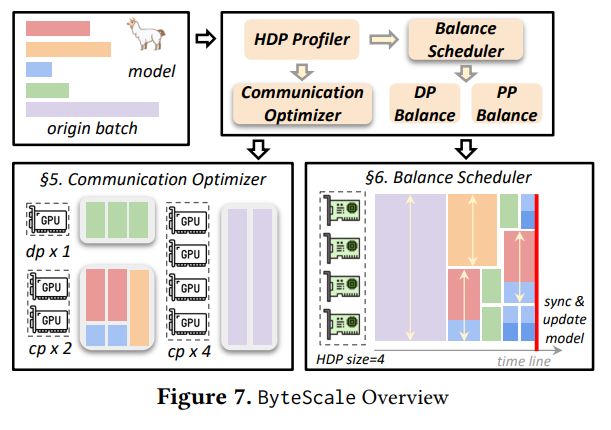 model
origin batch
HDP Profiler
Balance
Scheduler
Communication
Optimizer
DP
Balance
PP
Balance
§5. Communication Optimizer
GPU
dp x 1
GPU
GPU
cp x 2
GPU
GPU
GPU
GPU
cp x 4
§6. Balance Scheduler
HDP size=4
sync &
update
model
time line
Figure 7. ByteScale Overview